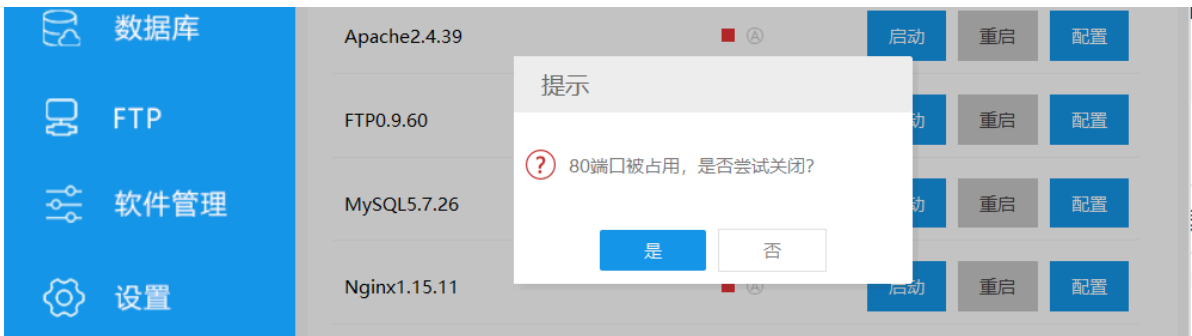 数据库
FTP
软件管理
设置
Apache2.4.39
Ⓐ
启动
重启
配置
提示
80端口被占用，是否尝试关闭?
是
否
FTP0.9.60
动
重启
配置
MySQL5.7.26
动
重启
配置
Nginx1.15.11
Ⓐ
启动
重启
配置